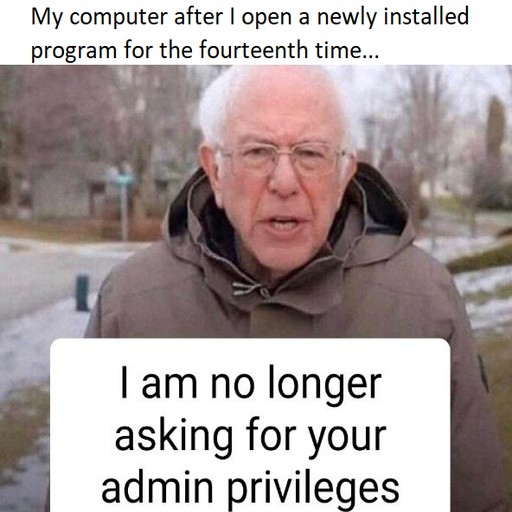 My computer after I open a newly installed
program for the fourteenth time...
I am no longer
asking for your
admin privileges